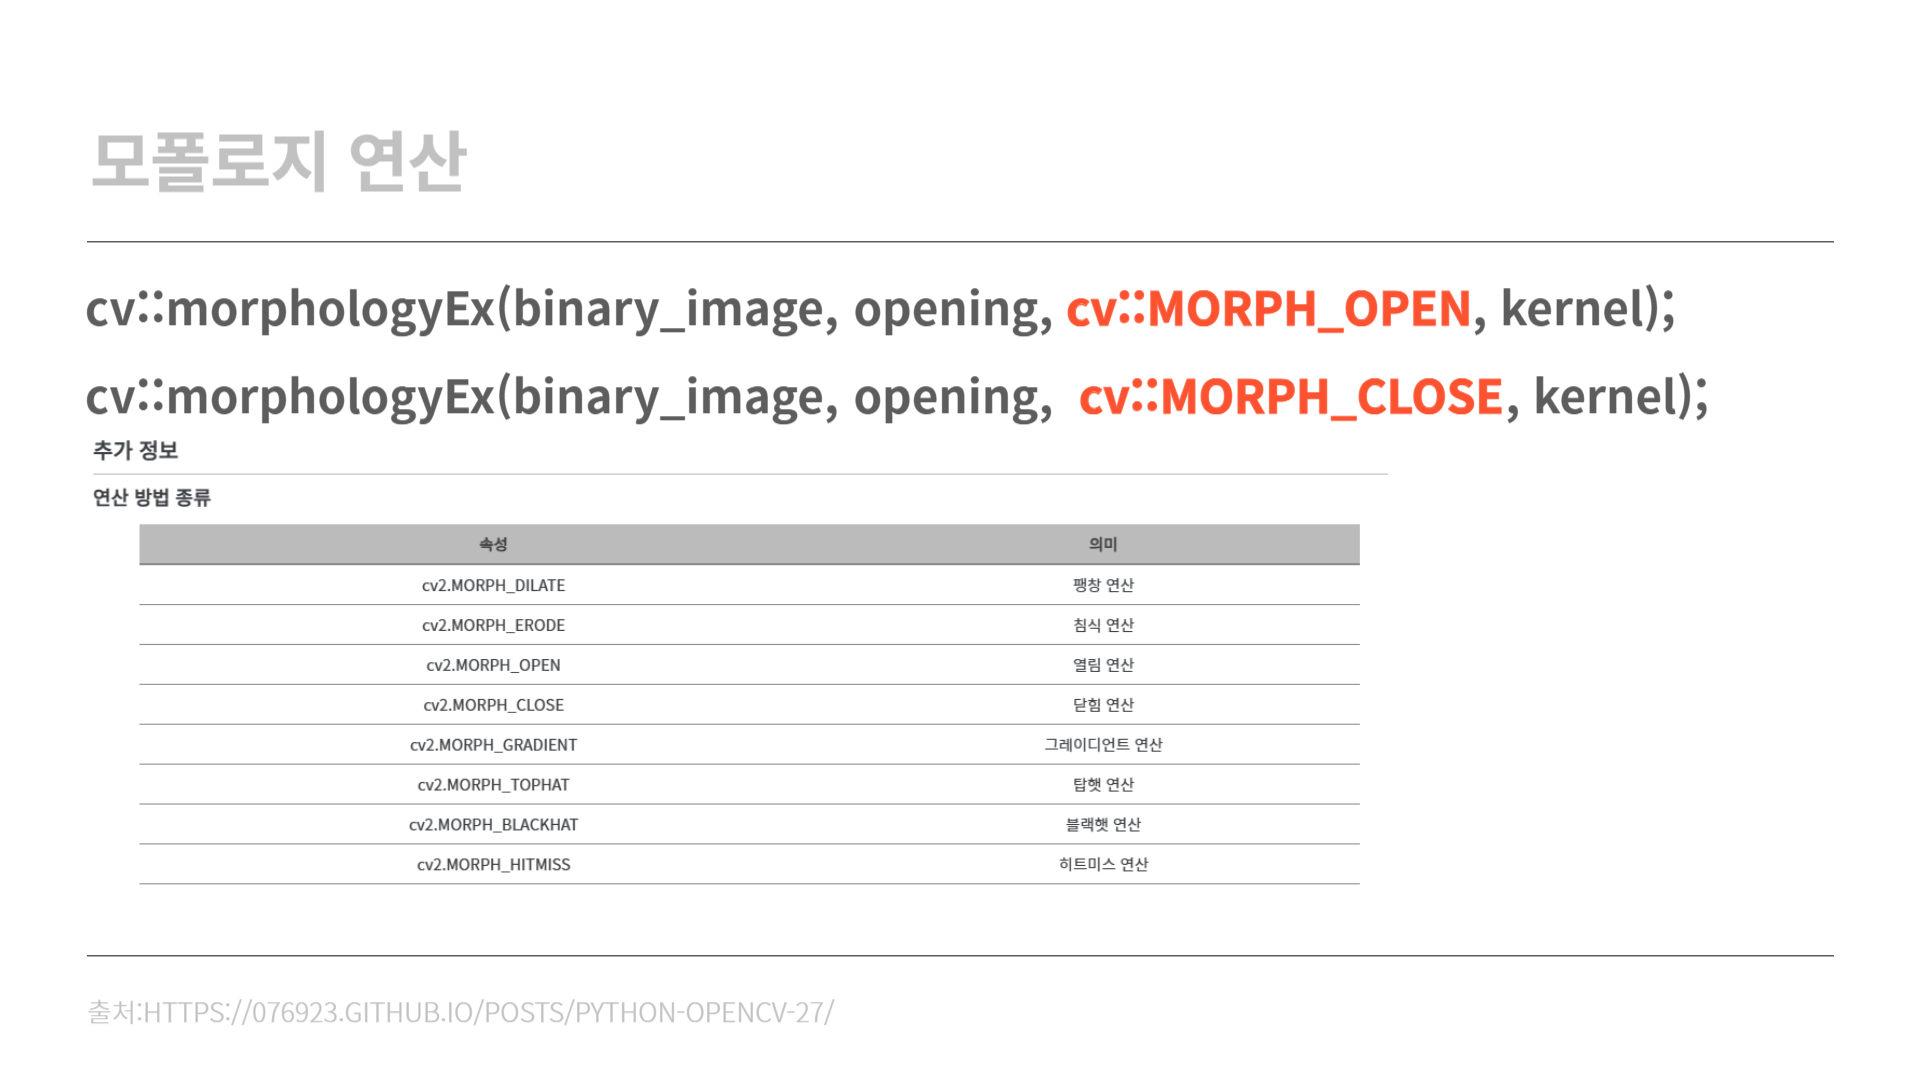 모폴로지 연산
cv::morphologyEx(binary_image, opening, cv::MORPH_OPEN, kernel);
cv::morphologyEx(binary_image, opening, cv::MORPH_CLOSE, kernel);
추가 정보
연산 방법 종류
속성 의미
cv2.MORPH_DILATE 팽창 연산
cv2.MORPH_ERODE 침식 연산
cv2.MORPH_OPEN 열림 연산
cv2.MORPH_CLOSE 닫힘 연산
cv2.MORPH_GRADIENT 그레이디언트 연산
cv2.MORPH_TOPHAT 탑햇 연산
cv2.MORPH_BLACKHAT 블랙햇 연산
cv2.MORPH_HITMISS 히트미스 연산
출처:HTTPS://076923.GITHUB.IO/POSTS/PYTHON-OPENCV-27/